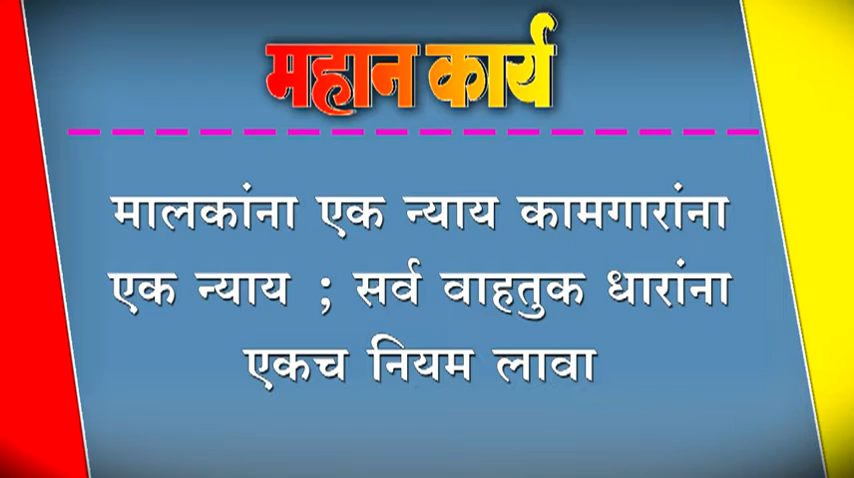 महान कार्य
मालकांना एक न्याय कामगारांना
एक न्याय ; सर्व वाहतुक धारांना
एकच नियम लावा